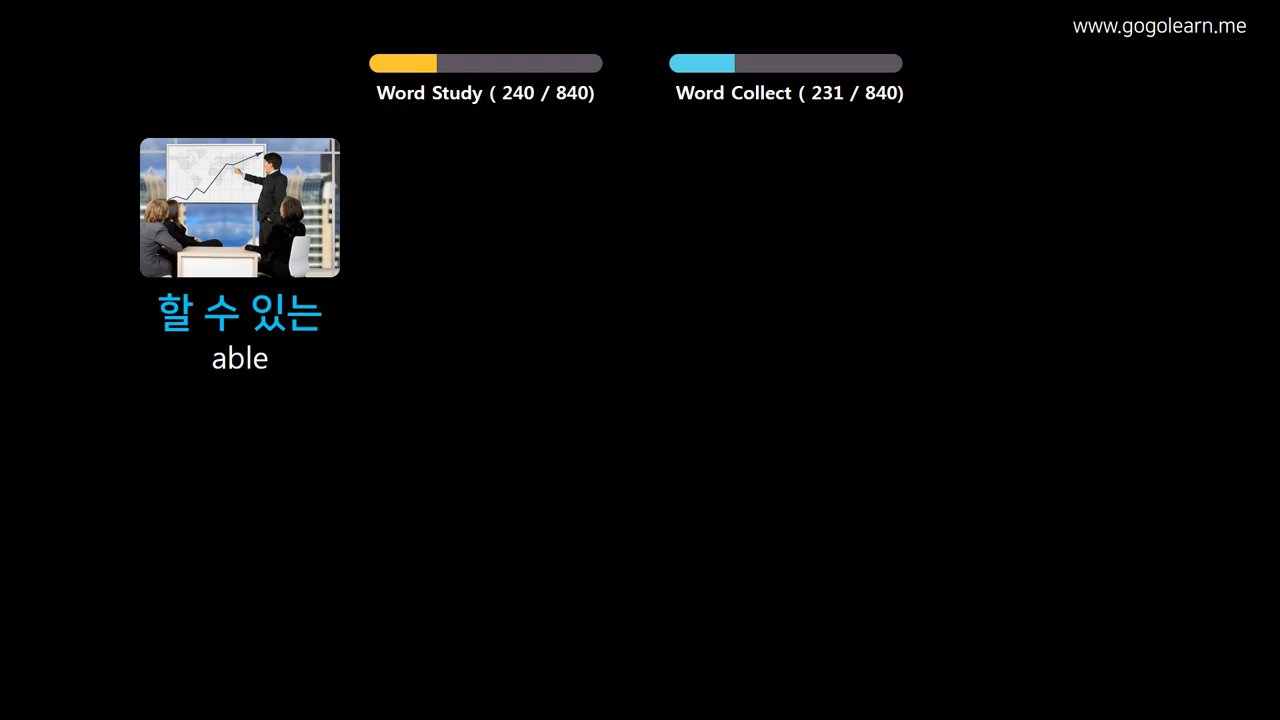 www.gogolearn.me
Word Study ( 240 / 840)
Word Collect ( 231 / 840)
할 수 있는
able